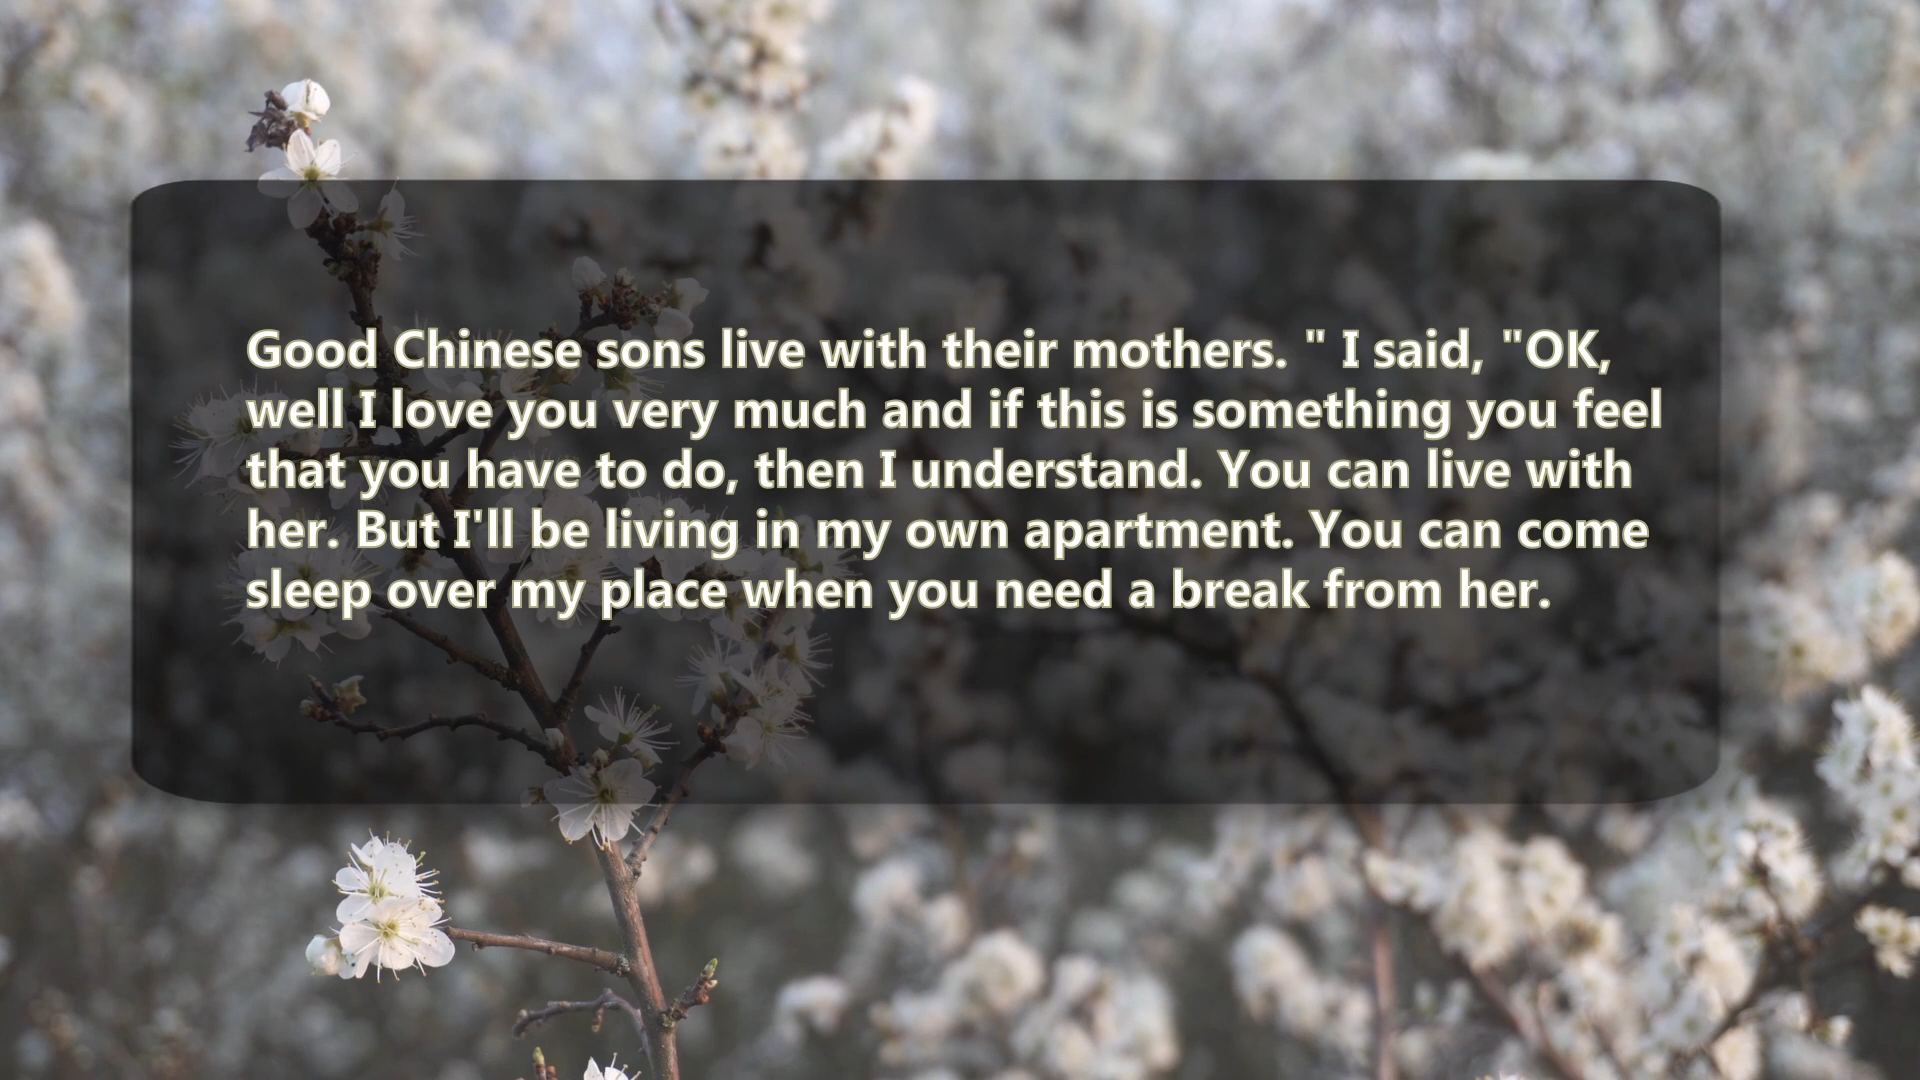 Good Chinese sons live with their mothers. " I said, "OK,
well I love you very much and if this is something you feel
that you have to do, then I understand. You can live with
her. But I'll be living in my own apartment. You can come
sleep over my place when you need a break from her.